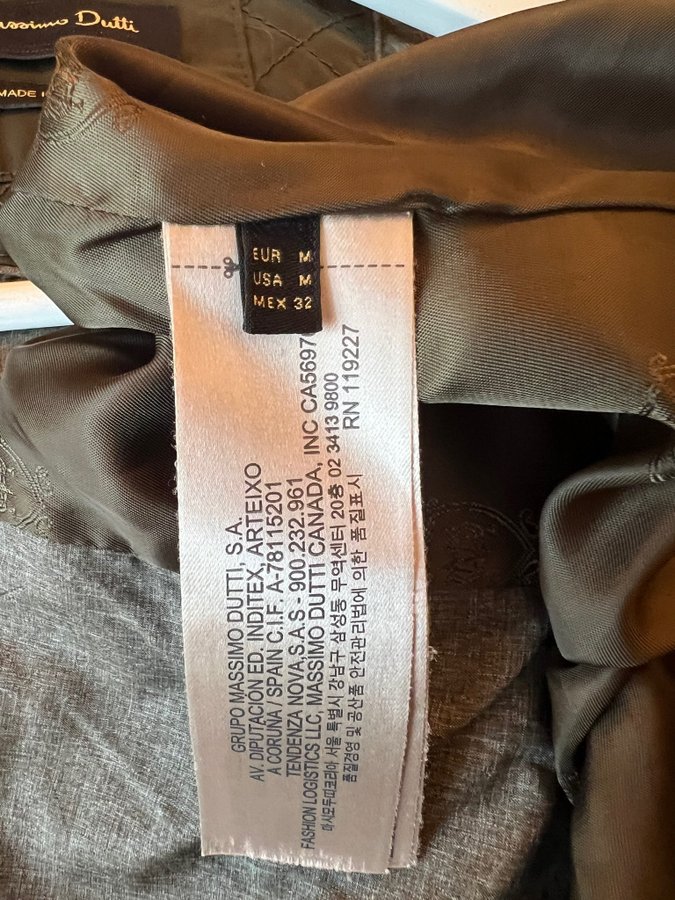 Massimo Dutti
MADE
EUR M
USA M
MEX 32
GRUPO MASSIMO DUTTI, S.A.
AV. DIPUTACION ED. INDITEX, ARTEIXO
A CORUNA / SPAIN C.I.F. A-78115201
TENDENZA NOVA,S.A.S - 900.232.961
FASHION LOGISTICS LLC, MASSIMO DUTTI CANADA, INC CA5697
마시모두띠코리아 서울 특별시 강남구 삼성동 무역센터 20층 02 3413 9800
품질경영 및 공산품 안전관리법에 의한 품질표시 RN 119227